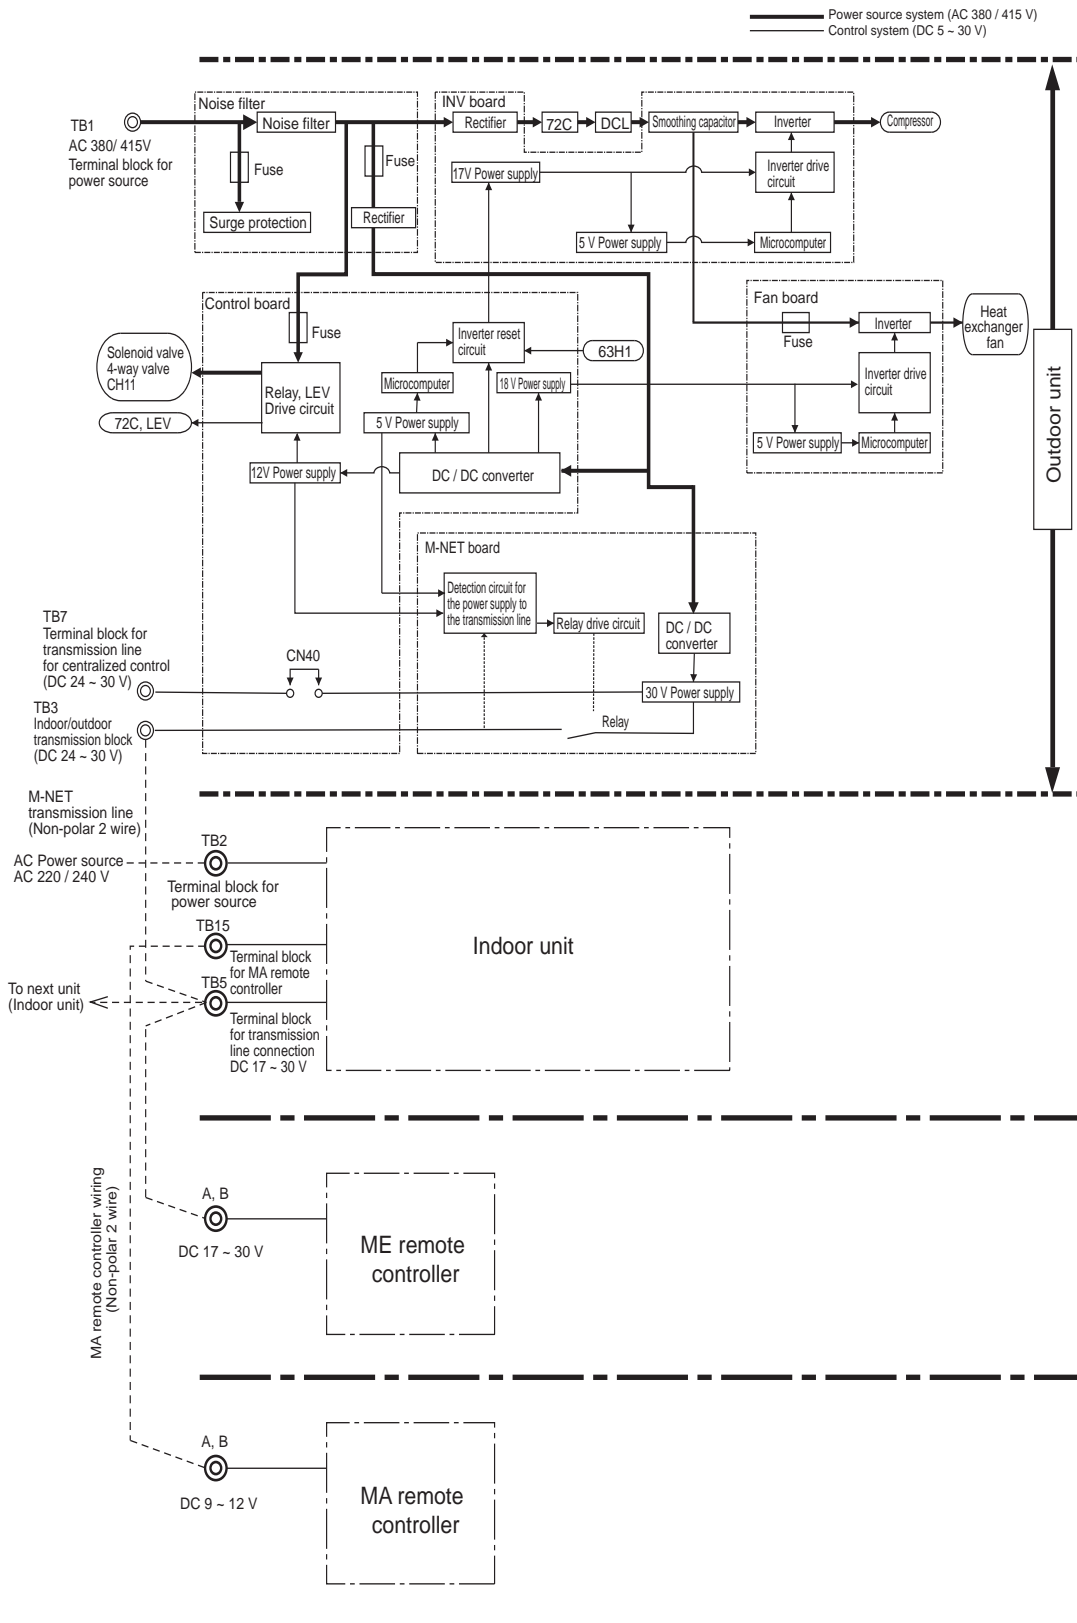 Power source system (AC 380 / 415 V)
Control system (DC 5 ~ 30 V)
Noise filter
INV board
TB1
AC 380/ 415V
Terminal block for
power source
Noise filter
Rectifier
72C
DCL
Smoothing capacitor
Inverter
Compressor
Fuse
Fuse
17V Power supply
Inverter drive
circuit
Surge protection
Rectifier
5 V Power supply
Microcomputer
Control board
Fan board
Fuse
Inverter reset
circuit
63H1
Fuse
Inverter
Heat
exchanger
fan
Solenoid valve
4-way valve
CH11
Relay, LEV
Drive circuit
Microcomputer
18 V Power supply
Inverter drive
circuit
72C, LEV
5 V Power supply
5 V Power supply
Microcomputer
12V Power supply
DC / DC converter
Outdoor unit
M-NET board
Detection circuit for
the power supply to
the transmission line
Relay drive circuit
DC / DC
converter
TB7
Terminal block for
transmission line
for centralized control
(DC 24 ~ 30 V)
CN40
30 V Power supply
TB3
Indoor/outdoor
transmission block
(DC 24 ~ 30 V)
Relay
M-NET
transmission line
(Non-polar 2 wire)
AC Power source
AC 220 / 240 V
TB2
Terminal block for
power source
TB15
Terminal block
for MA remote
controller
Indoor unit
To next unit
(Indoor unit)
TB5
Terminal block
for transmission
line connection
DC 17 ~ 30 V
MA remote controller wiring
(Non-polar 2 wire)
A, B
DC 17 ~ 30 V
ME remote
controller
A, B
DC 9 ~ 12 V
MA remote
controller